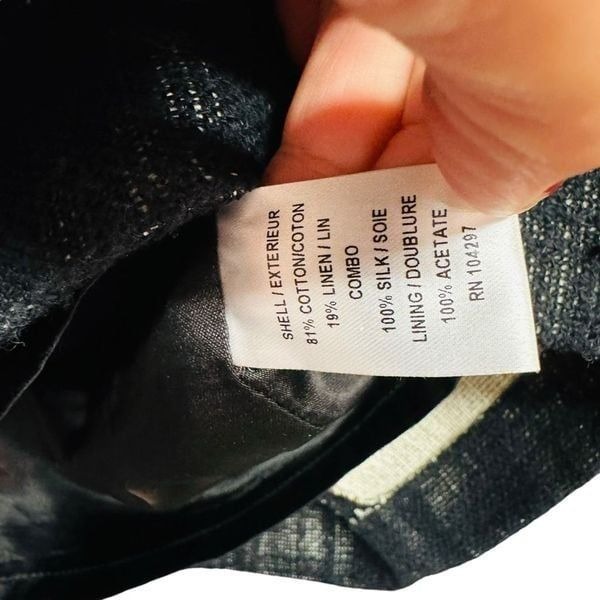 SHELL / EXTERIEUR
81% COTTON/COTON
19% LINEN / LIN
COMBO
100% SILK / SOIE
LINING / DOUBLURE
100% ACETATE
RN 104297